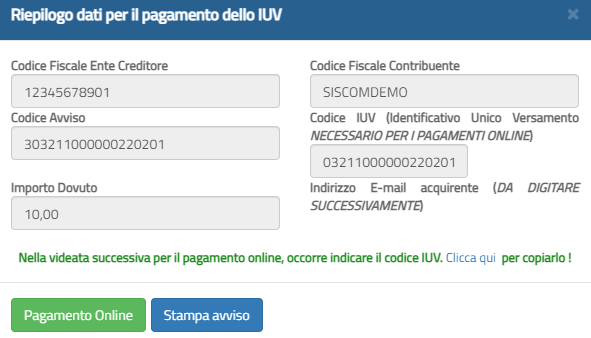 Riepilogo dati per il pagamento dello IUV
×
Codice Fiscale Ente Creditore
12345678901
Codice Fiscale Contribuente
SISCOMDEMO
Codice Avviso
303211000000220201
Codice IUV (Identificativo Unico Versamento
NECESSARIO PER I PAGAMENTI ONLINE)
03211000000220201
Importo Dovuto
10,00
Indirizzo E-mail acquirente (DA DIGITARE
SUCCESSIVAMENTE)
Nella videata successiva per il pagamento online, occorre indicare il codice IUV. Clicca qui per copiarlo !
Pagamento Online
Stampa avviso